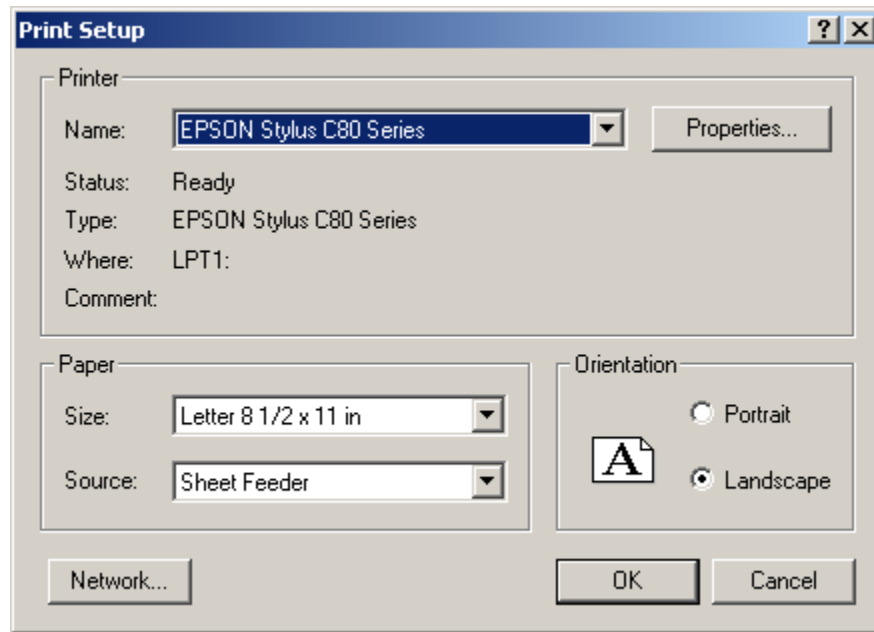 Print Setup
Printer
Name: EPSON Stylus C80 Series Properties...
Status: Ready
Type: EPSON Stylus C80 Series
Where: LPT1:
Comment:
Paper
Size: Letter 8 1/2 x 11 in
Source: Sheet Feeder
Orientation
A
Portrait
Landscape
Network... OK Cancel